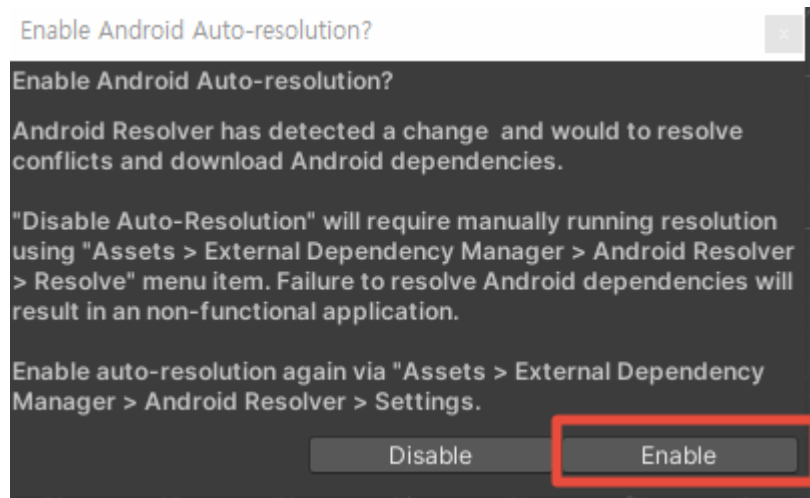 Enable Android Auto-resolution?
Enable Android Auto-resolution?
Android Resolver has detected a change and would to resolve
conflicts and download Android dependencies.
"Disable Auto-Resolution" will require manually running resolution
using "Assets > External Dependency Manager > Android Resolver
> Resolve" menu item. Failure to resolve Android dependencies will
result in an non-functional application.
Enable auto-resolution again via "Assets > External Dependency
Manager > Android Resolver > Settings.
Disable Enable